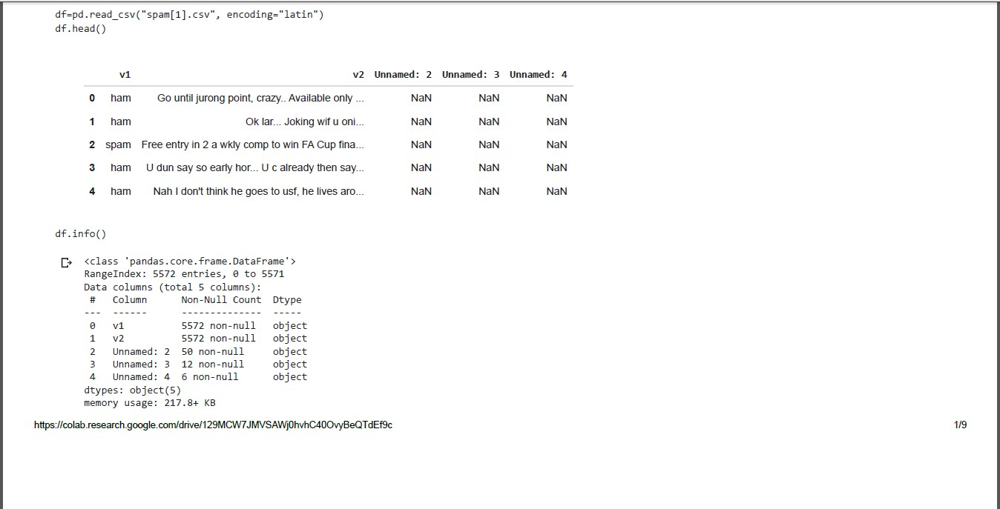 df=pd.read_csv("spam[1].csv", encoding="latin")
df.head()
v1 v2 Unnamed: 2 Unnamed: 3 Unnamed: 4
0 ham Go until jurong point, crazy.. Available only ... NaN NaN NaN
1 ham Ok lar... Joking wif u oni... NaN NaN NaN
2 spam Free entry in 2 a wkly comp to win FA Cup fina... NaN NaN NaN
3 ham U dun say so early hor... U c already then say... NaN NaN NaN
4 ham Nah I don't think he goes to usf, he lives aro... NaN NaN NaN
df.info()
<class 'pandas.core.frame.DataFrame'>
RangeIndex: 5572 entries, 0 to 5571
Data columns (total 5 columns):
# Column Non-Null Count Dtype
--- ------ -------------- -----
0 v1 5572 non-null object
1 v2 5572 non-null object
2 Unnamed: 2 50 non-null object
3 Unnamed: 3 12 non-null object
4 Unnamed: 4 6 non-null object
dtypes: object(5)
memory usage: 217.8+ KB
https://colab.research.google.com/drive/129MCW7JMVSAWj0hvhC40OvyBeQTdEf9c 1/9